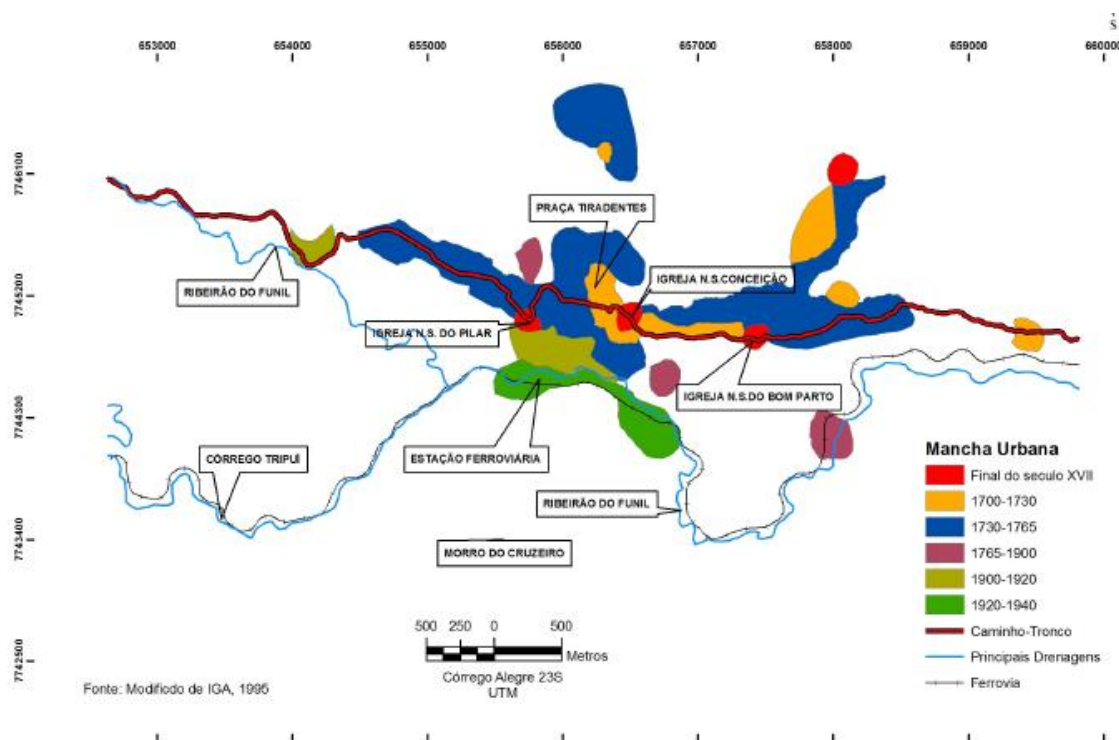 S
653000 654000 655000 656000 657000 658000 659000 660000
7746100
PRAÇA TIRADENTES
7745200
RIBEIRÃO DO FUNIL
IGREJA N.S.CONCEIÇÃO
IGREJA N.S. DO PILAR
IGREJA N.S.DO BOM PARTO
7744300
CÓRREGO TRIPUÍ
ESTAÇÃO FERROVIÁRIA
RIBEIRÃO DO FUNIL
7743400
MORRO DO CRUZEIRO
7742500
Mancha Urbana
Final do seculo XVII
1700-1730
1730-1765
1765-1900
1900-1920
1920-1940
Caminho-Tronco
Principais Drenagens
Ferrovia
500 250 0 500
Metros
Córrego Alegre 23S
UTM
Fonte: Modificdo de IGA, 1995